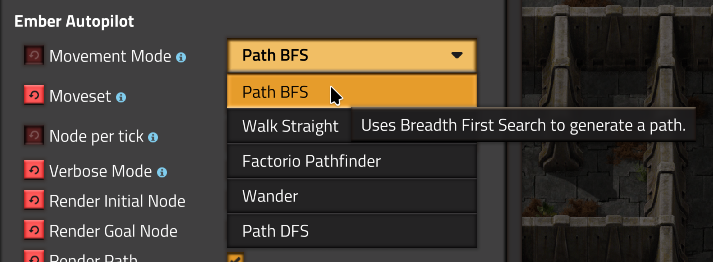 Ember Autopilot
Movement Mode
Path BFS
Moveset
Path BFS
Walk Straight
Uses Breadth First Search to generate a path.
Node per tick
Factorio Pathfinder
Verbose Mode
Wander
Render Initial Node
Render Goal Node
Path DFS
Render Path